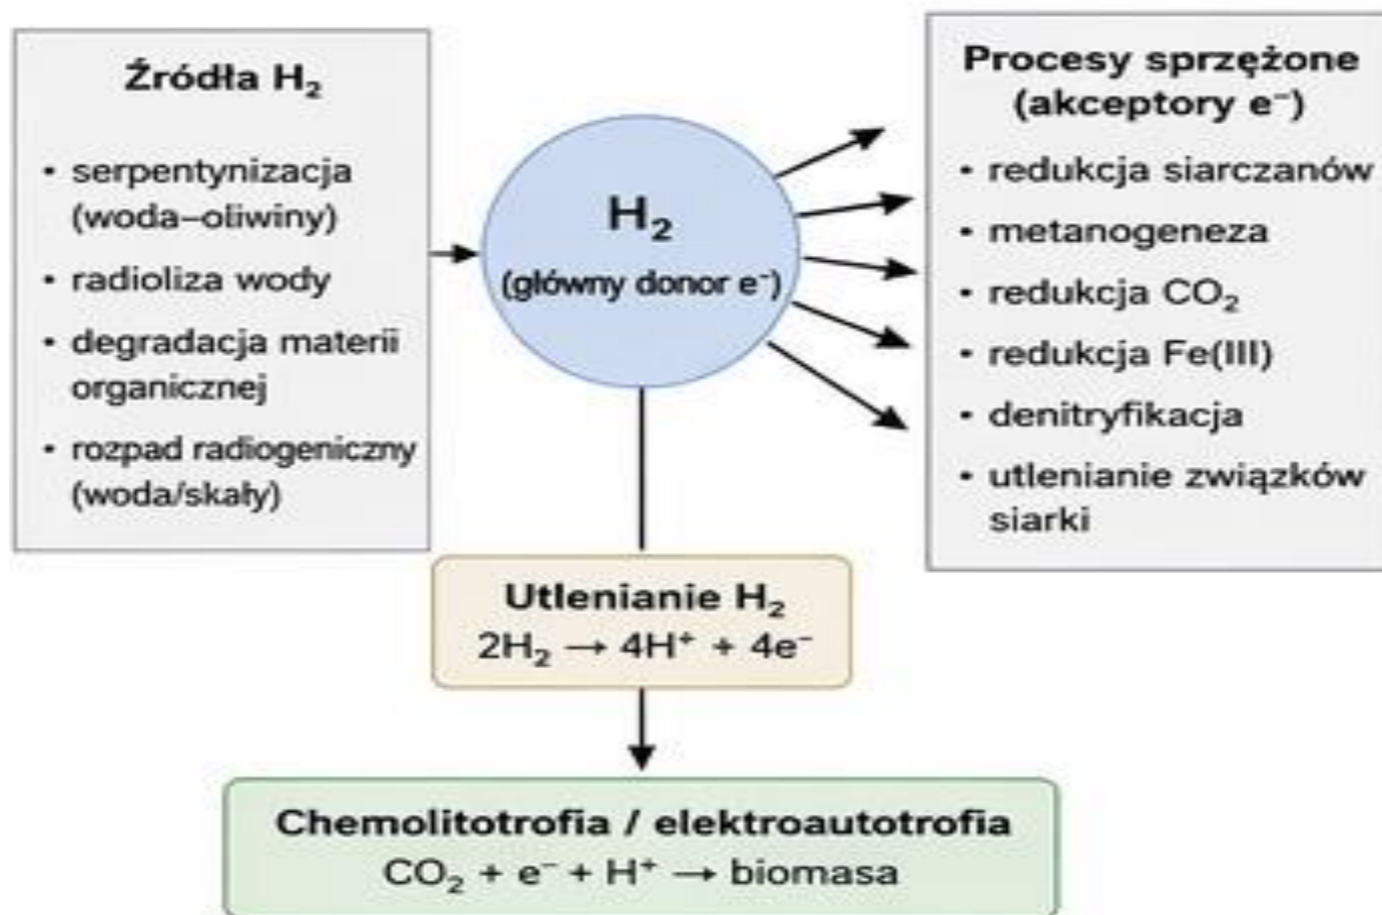 Źródła H₂
• serpentynizacja
(woda–oliwiny)
• radioliza wody
• degradacja materii
organicznej
• rozpad radiogeniczny
(woda/skały)
H₂
(główny donor e⁻)
Procesy sprzężone
(akceptory e⁻)
• redukcja siarczanów
• metanogeneza
• redukcja CO₂
• redukcja Fe(III)
• denitryfikacja
• utlenianie związków
siarki
Utlenianie H₂
2H₂ → 4H⁺ + 4e⁻
Chemolitotrofia / elektroautotrofia
CO₂ + e⁻ + H⁺ → biomasa